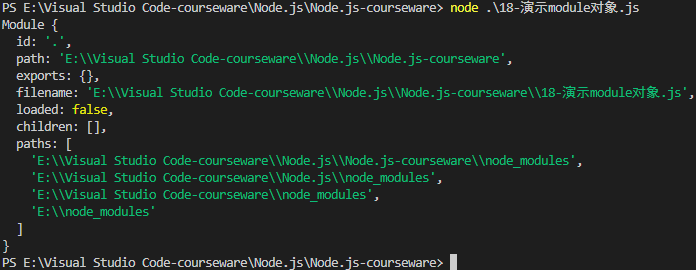 PS E:\Visual Studio Code-courseware\Node.js\Node.js-courseware> node .\18-演示module对象.js
Module {
  id: '.',
  path: 'E:\\Visual Studio Code-courseware\\Node.js\\Node.js-courseware',
  exports: {},
  filename: 'E:\\Visual Studio Code-courseware\\Node.js\\Node.js-courseware\\18-演示module对象.js',
  loaded: false,
  children: [],
  paths: [
    'E:\\Visual Studio Code-courseware\\Node.js\\Node.js-courseware\\node_modules',
    'E:\\Visual Studio Code-courseware\\Node.js\\node_modules',
    'E:\\Visual Studio Code-courseware\\node_modules',
    'E:\\node_modules'
  ]
}
PS E:\Visual Studio Code-courseware\Node.js\Node.js-courseware>